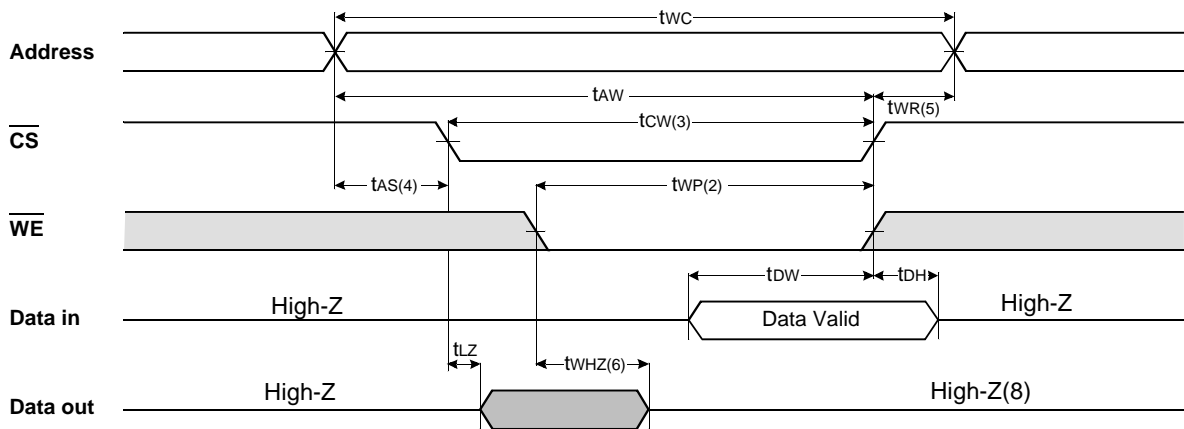 tWC
Address
tAW
tWR(5)
tCW(3)
CS
tAS(4)
tWP(2)
WE
tDW
tDH
High-Z
Data Valid
High-Z
Data in
tLZ
tWHZ(6)
High-Z
High-Z(8)
Data out